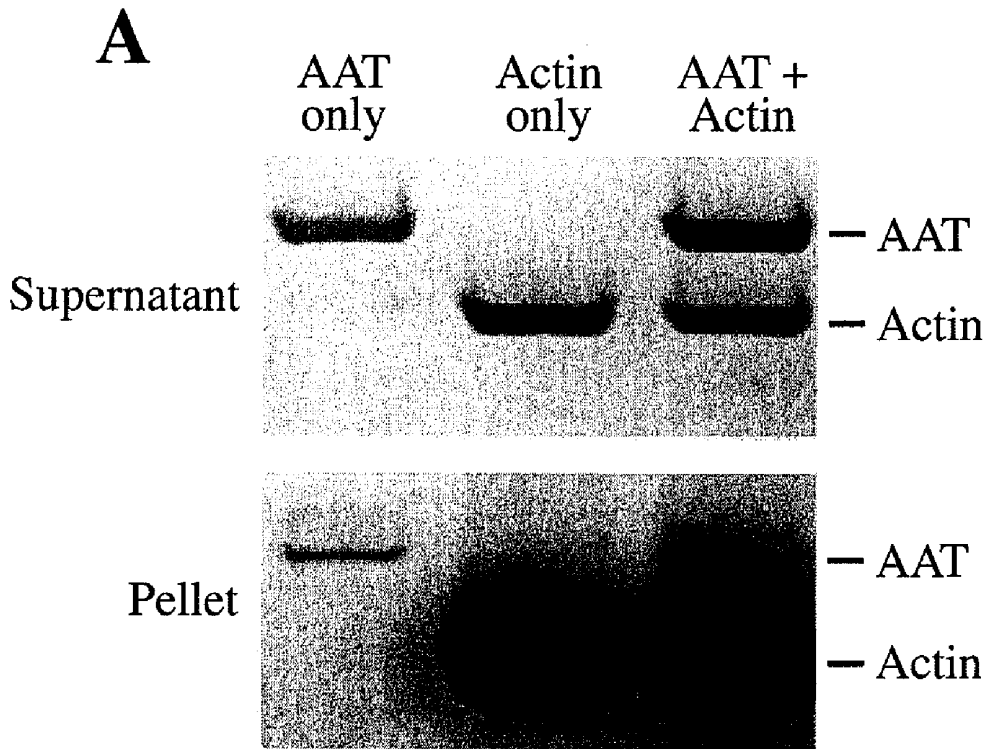 A
AAT only
Actin only
AAT + Actin
Supernatant
AAT
Actin
Pellet
AAT
Actin